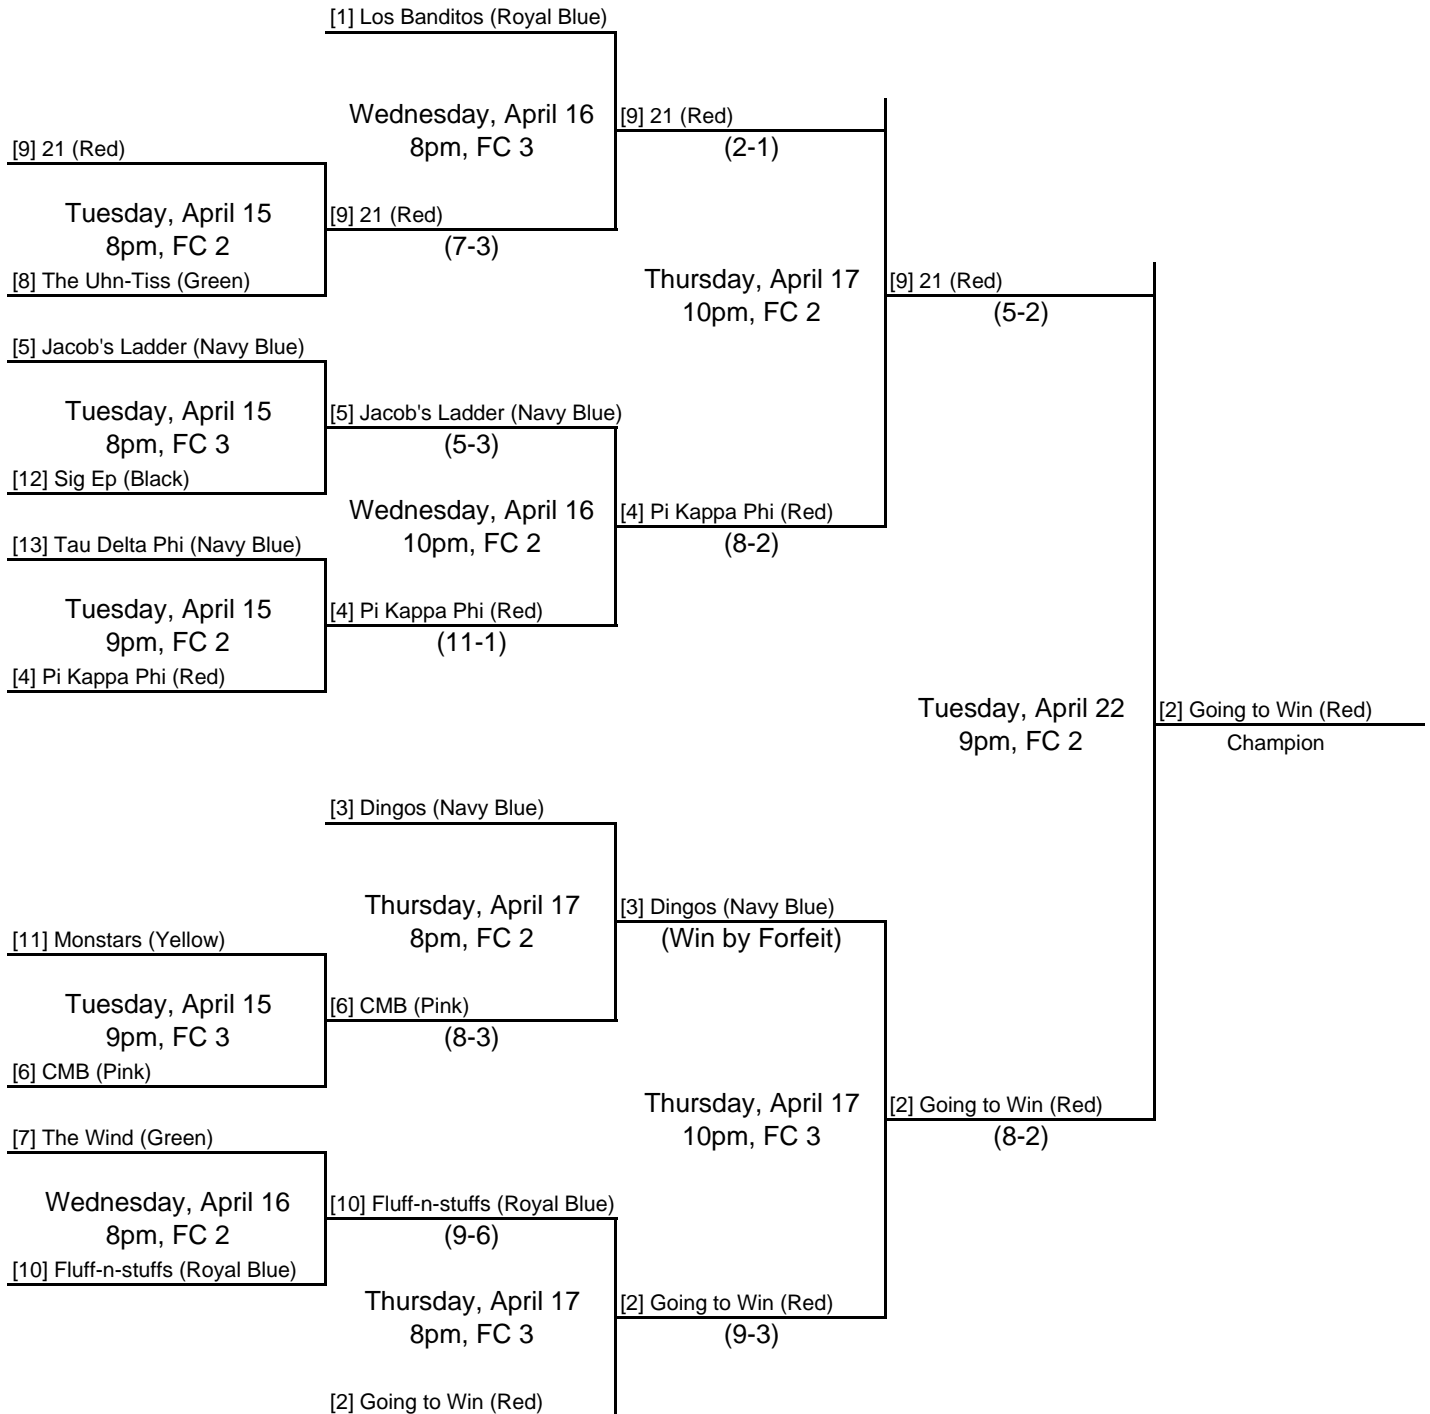 [1] Los Banditos (Royal Blue)
Wednesday, April 16
8pm, FC 3
[9] 21 (Red)
(2-1)
[9] 21 (Red)
Tuesday, April 15
8pm, FC 2
[9] 21 (Red)
(7-3)
[8] The Uhn-Tiss (Green)
Thursday, April 17
10pm, FC 2
[9] 21 (Red)
(5-2)
[5] Jacob's Ladder (Navy Blue)
Tuesday, April 15
8pm, FC 3
[5] Jacob's Ladder (Navy Blue)
(5-3)
[12] Sig Ep (Black)
Wednesday, April 16
10pm, FC 2
[4] Pi Kappa Phi (Red)
(8-2)
[13] Tau Delta Phi (Navy Blue)
Tuesday, April 15
9pm, FC 2
[4] Pi Kappa Phi (Red)
(11-1)
[4] Pi Kappa Phi (Red)
Tuesday, April 22
9pm, FC 2
[2] Going to Win (Red)
Champion
[3] Dingos (Navy Blue)
Thursday, April 17
8pm, FC 2
[3] Dingos (Navy Blue)
(Win by Forfeit)
[11] Monstars (Yellow)
Tuesday, April 15
9pm, FC 3
[6] CMB (Pink)
(8-3)
[6] CMB (Pink)
Thursday, April 17
10pm, FC 3
[2] Going to Win (Red)
(8-2)
[7] The Wind (Green)
Wednesday, April 16
8pm, FC 2
[10] Fluff-n-stuffs (Royal Blue)
(9-6)
[10] Fluff-n-stuffs (Royal Blue)
Thursday, April 17
8pm, FC 3
[2] Going to Win (Red)
(9-3)
[2] Going to Win (Red)